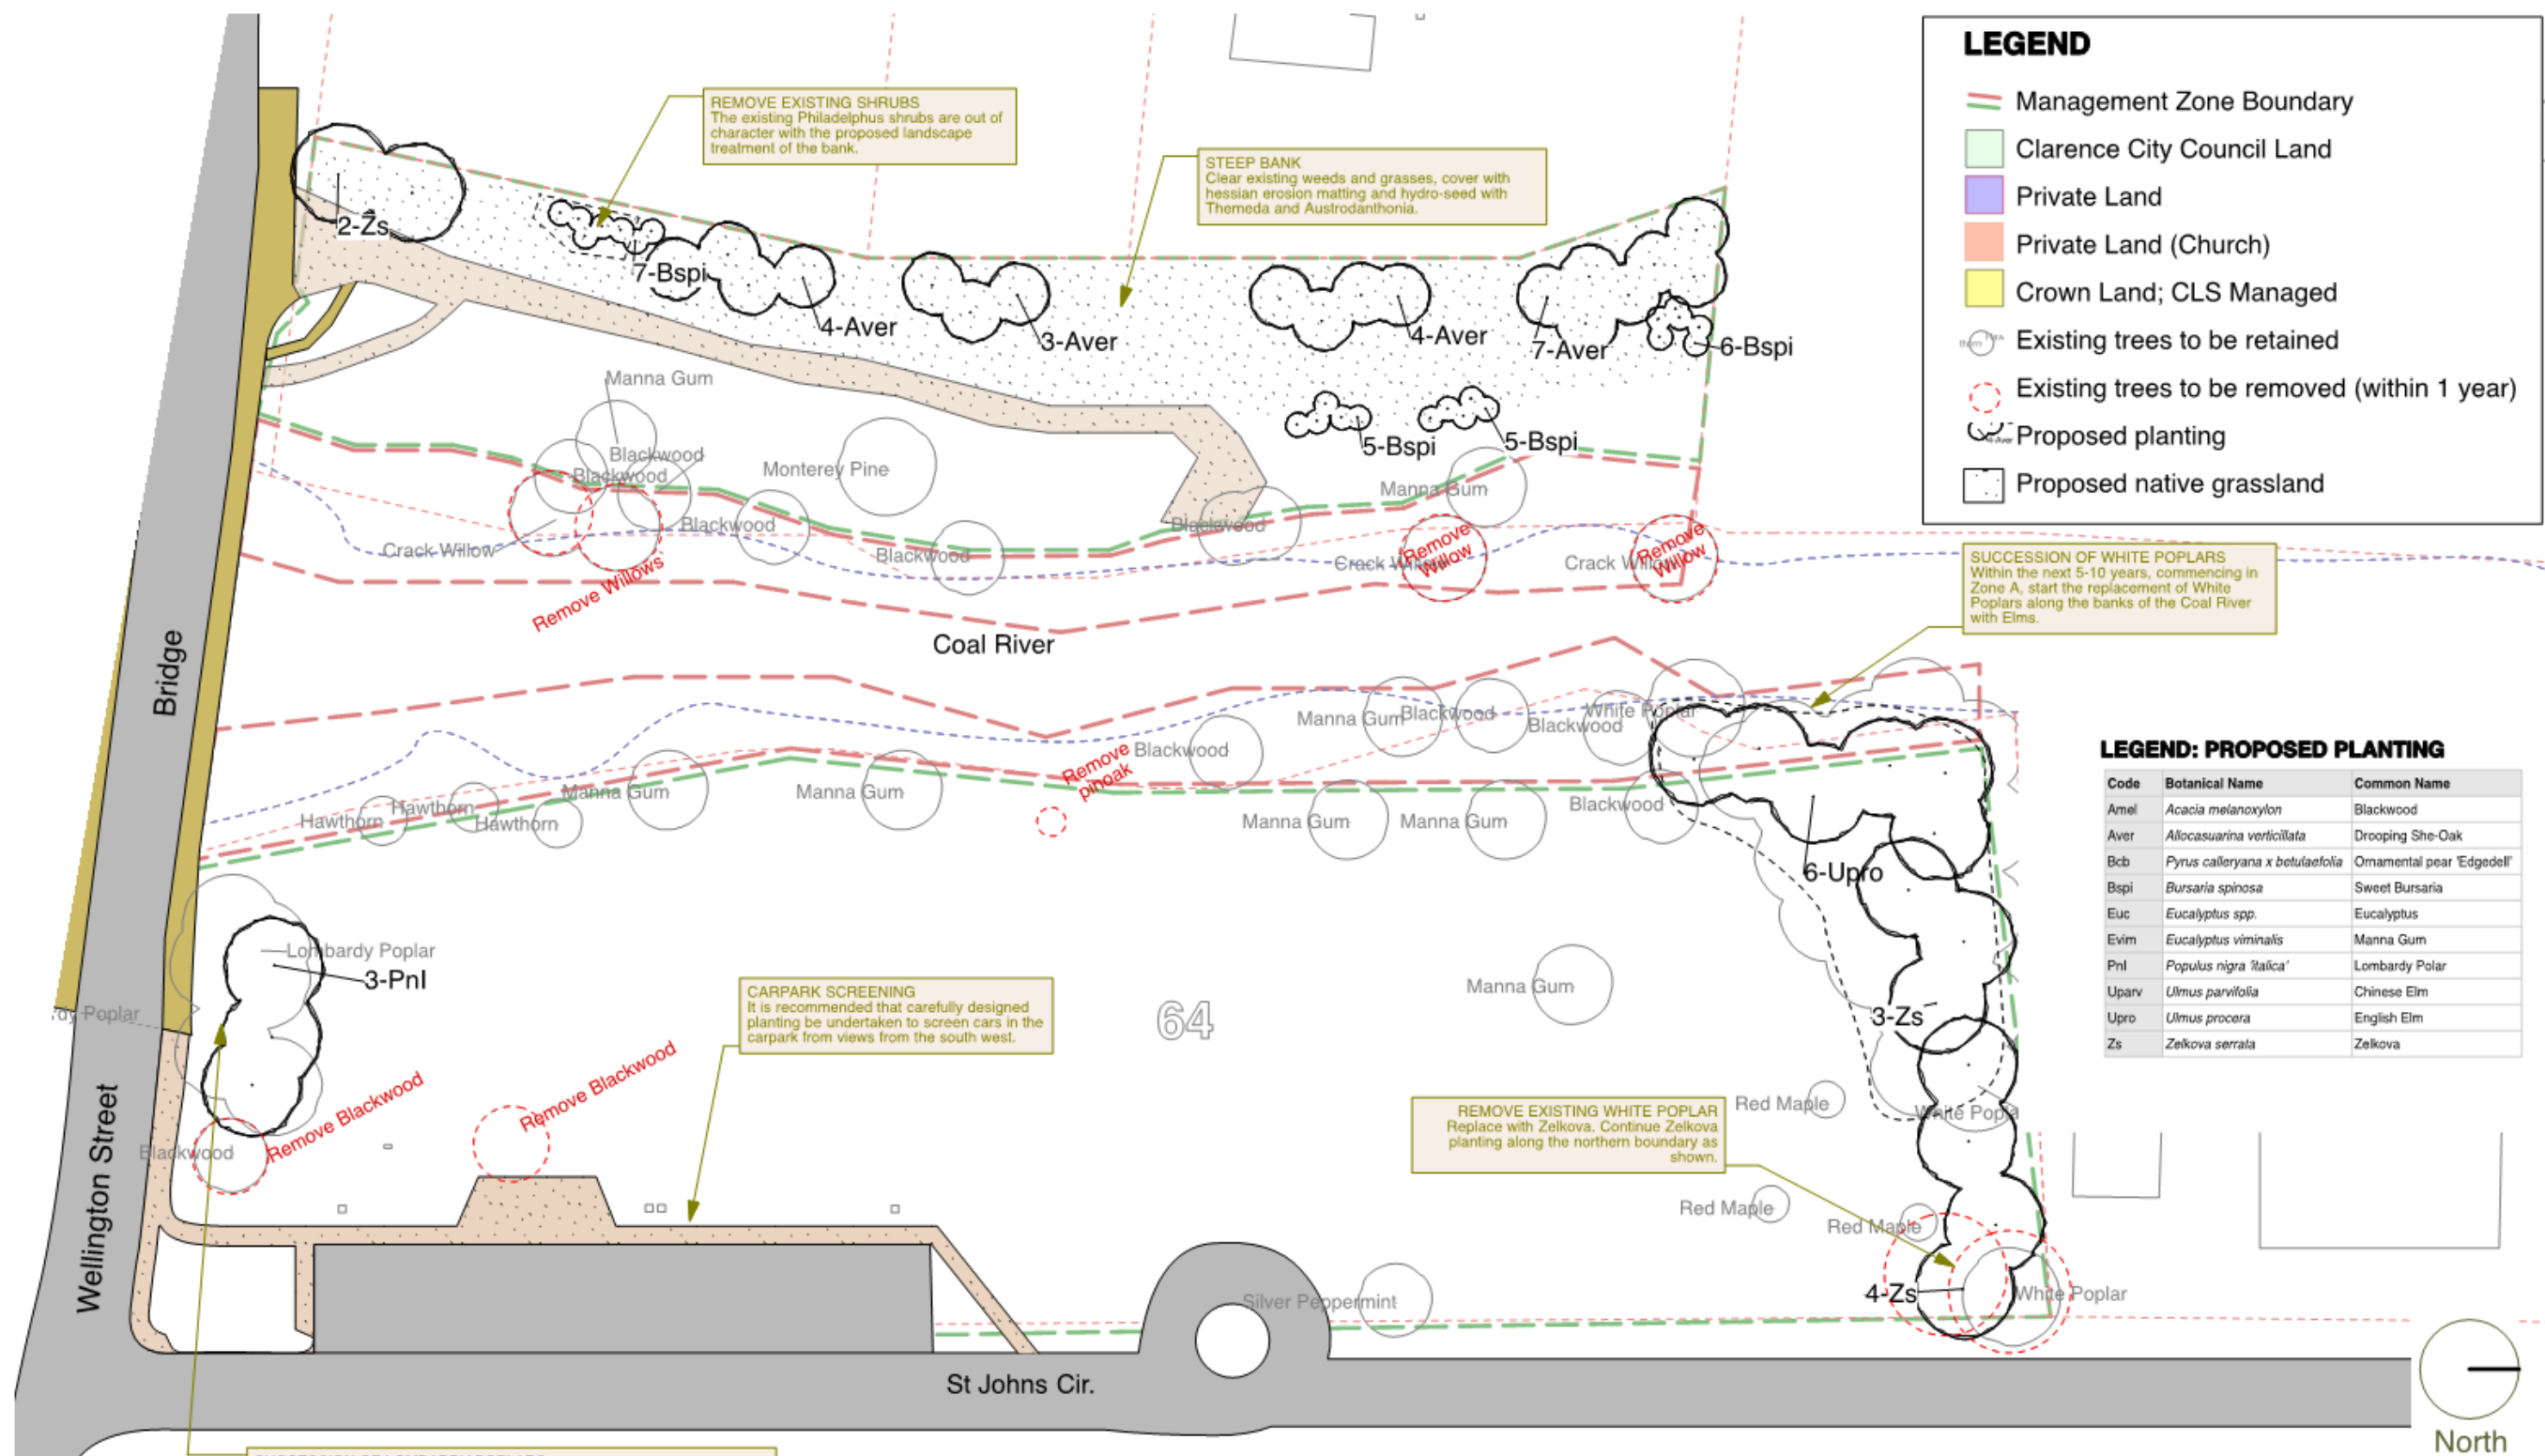 LEGEND
Management Zone Boundary
Clarence City Council Land
Private Land
Private Land (Church)
Crown Land; CLS Managed
Existing trees to be retained
Existing trees to be removed (within 1 year)
4-Aver
Proposed planting
Proposed native grassland
REMOVE EXISTING SHRUBS
The existing Philadelphus shrubs are out of
character with the proposed landscape
treatment of the bank.
STEEP BANK
Clear existing weeds and grasses, cover with
hessian erosion matting and hydro-seed with
Themeda and Austrodanthonia.
2-Zs
7-Bspi
4-Aver
3-Aver
4-Aver
7-Aver
6-Bspi
5-Bspi
5-Bspi
Manna Gum
Blackwood
Blackwood
Monterey Pine
Manna Gum
Blackwood
Blackwood
Blackwood
Crack Willow
Crack Willow
Crack Willow
Remove
Willow
Remove
Willow
Remove Willows
SUCCESSION OF WHITE POPLARS
Within the next 5-10 years, commencing in
Zone A, start the replacement of White
Poplars along the banks of the Coal River
with Elms.
Coal River
Bridge
Manna Gum
Blackwood
Blackwood
White Poplar
Blackwood
Remove
pinoak
Hawthorn
Hawthorn
Hawthorn
Manna Gum
Manna Gum
Manna Gum
Manna Gum
Blackwood
6-Upro
LEGEND: PROPOSED PLANTING
Code Botanical Name Common Name
Amel Acacia melanoxylon Blackwood
Aver Allocasuarina verticillata Drooping She-Oak
Bcb Pyrus calleryana x betulaefolia Ornamental pear 'Edgedell'
Bspi Bursaria spinosa Sweet Bursaria
Euc Eucalyptus spp. Eucalyptus
Evim Eucalyptus viminalis Manna Gum
PnI Populus nigra 'italica' Lombardy Polar
Uparv Ulmus parvifolia Chinese Elm
Upro Ulmus procera English Elm
Zs Zelkova serrata Zelkova
Lombardy Poplar
3-PnI
dy Poplar
Manna Gum
64
3-Zs
CARPARK SCREENING
It is recommended that carefully designed
planting be undertaken to screen cars in the
carpark from views from the south west.
Remove Blackwood
Remove Blackwood
Blackwood
REMOVE EXISTING WHITE POPLAR
Replace with Zelkova. Continue Zelkova
planting along the northern boundary as
shown.
Red Maple
White Popla
Red Maple
Red Maple
4-Zs
White Poplar
Silver Peppermint
Wellington Street
St Johns Cir.
North